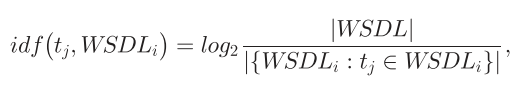 idf(t_j, WSDL_i) = log_2 |WSDL| / |{WSDL_i : t_j ∈ WSDL_i}|,